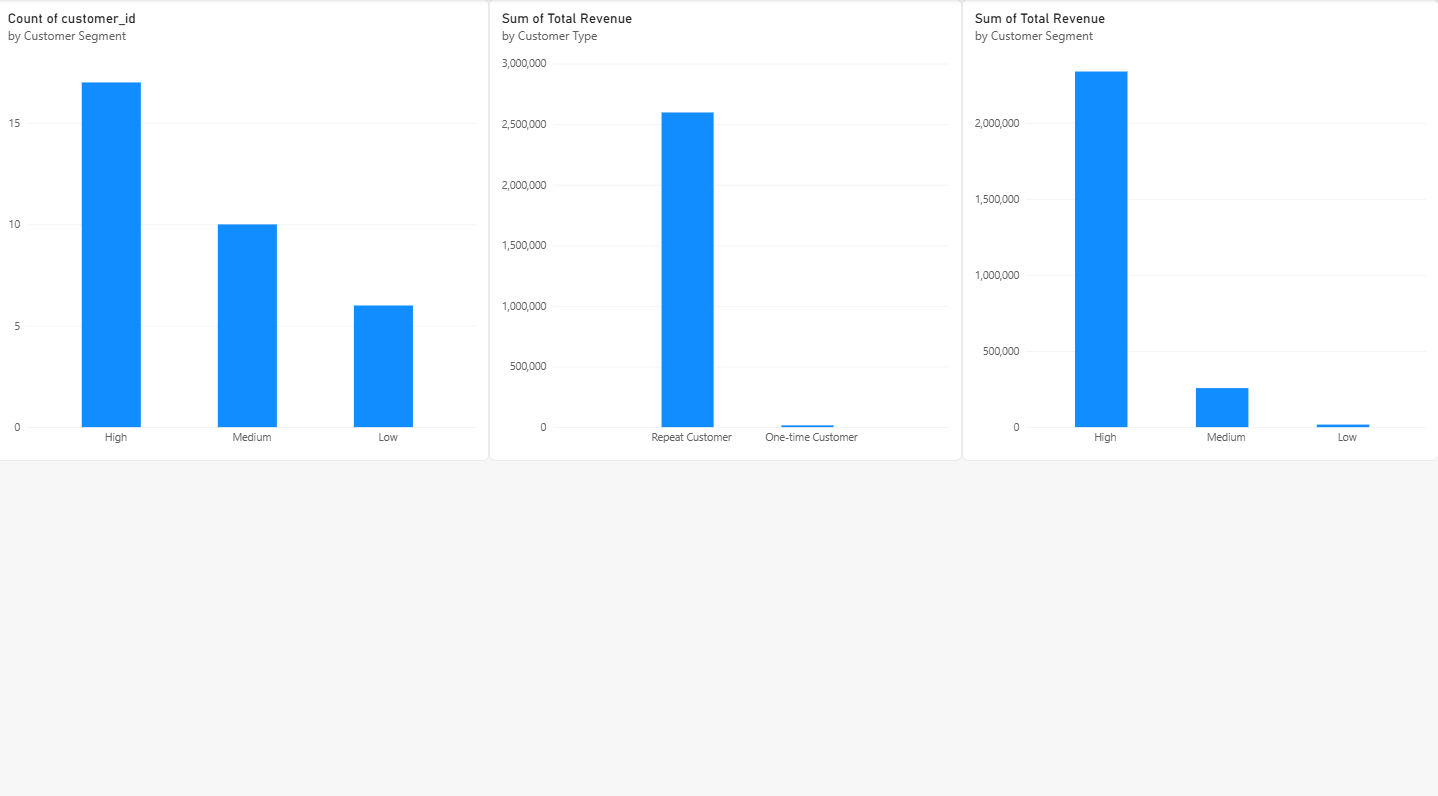 Count of customer_id
by Customer Segment
15
10
5
0
High Medium Low
Sum of Total Revenue
by Customer Type
3,000,000
2,500,000
2,000,000
1,500,000
1,000,000
500,000
0
Repeat Customer One-time Customer
Sum of Total Revenue
by Customer Segment
2,000,000
1,500,000
1,000,000
500,000
0
High Medium Low